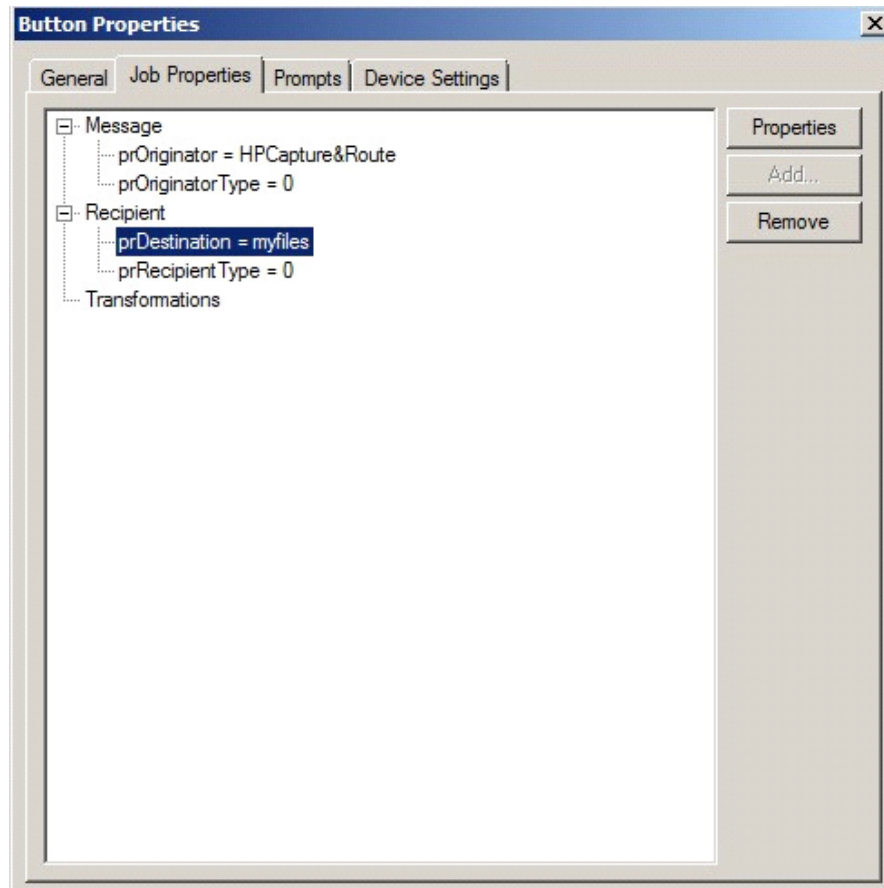 Button Properties
General Job Properties Prompts Device Settings
Message
prOriginator = HPCapture&Route
prOriginatorType = 0
Recipient
prDestination = myfiles
prRecipientType = 0
Transformations
Properties
Add...
Remove